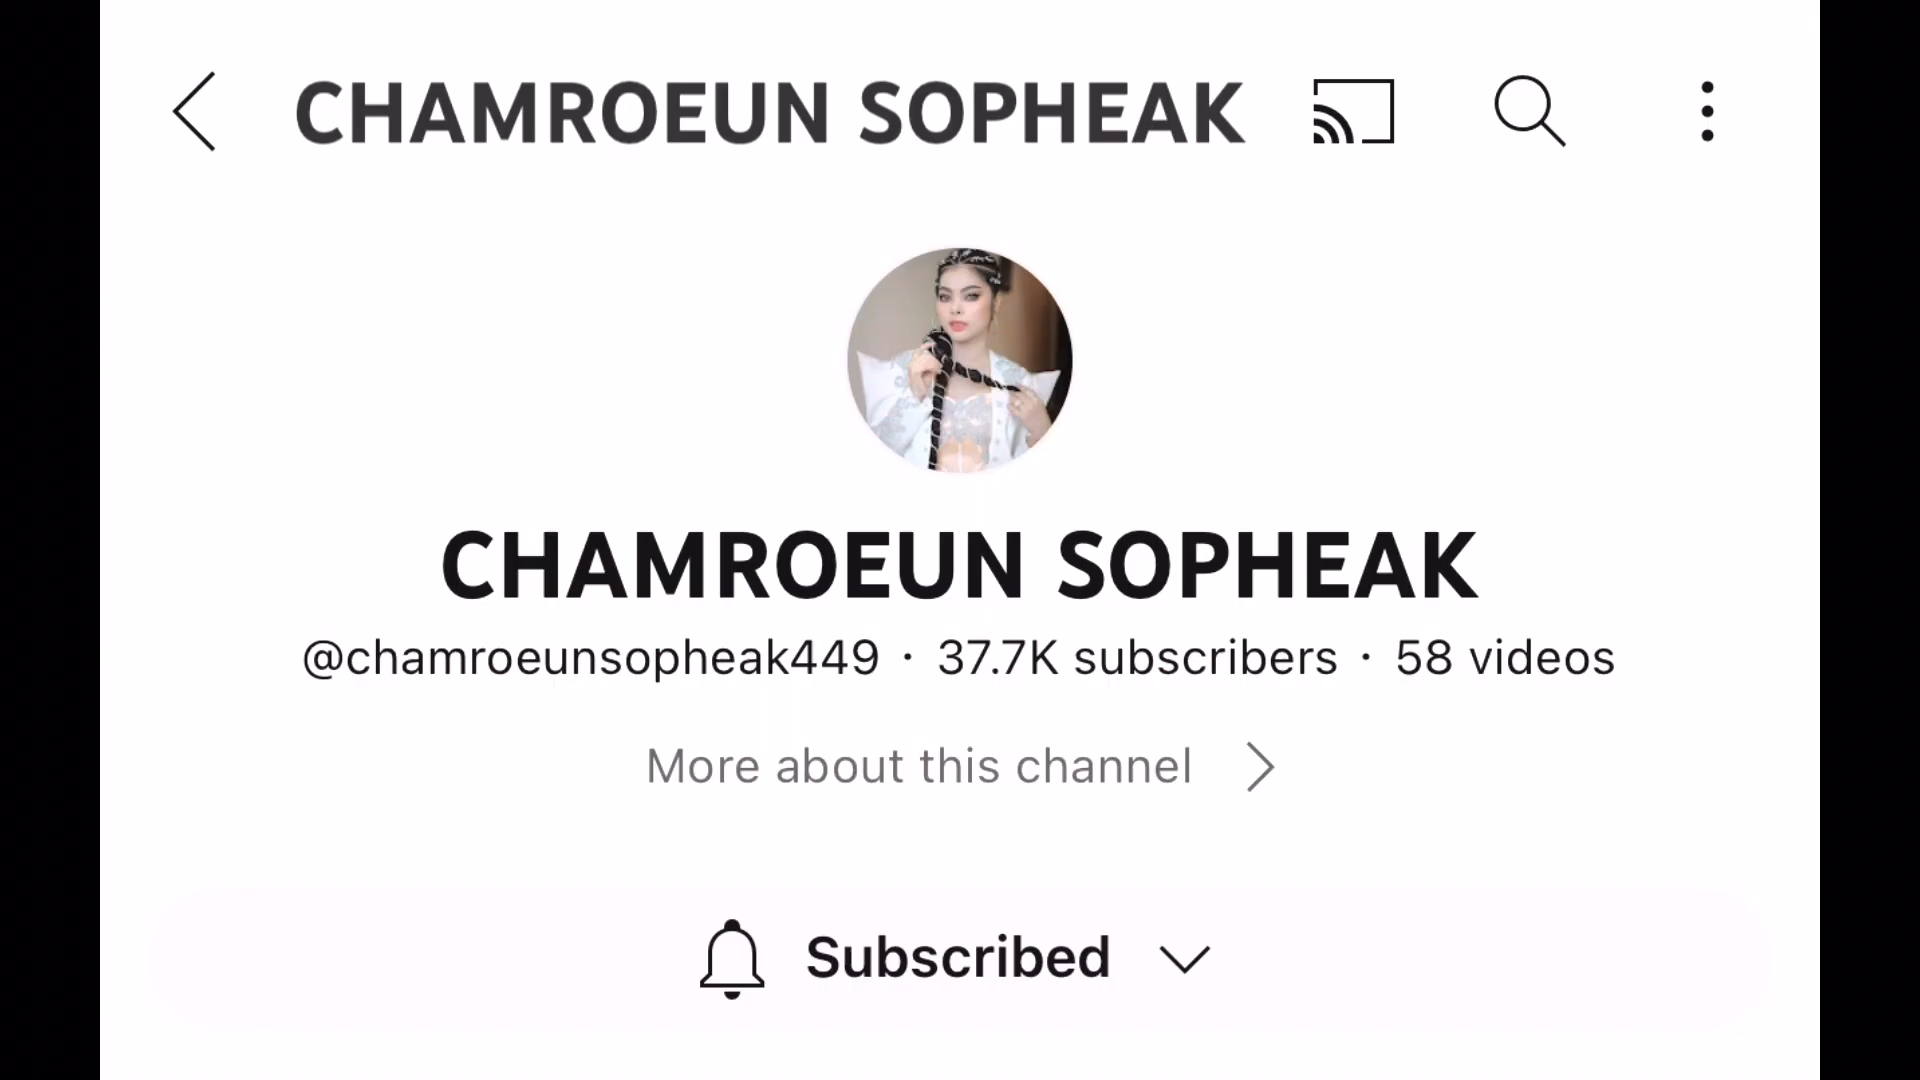 CHAMROEUN SOPHEAK
CHAMROEUN SOPHEAK
@chamroeunsopheak449 · 37.7K subscribers · 58 videos
More about this channel
Subscribed